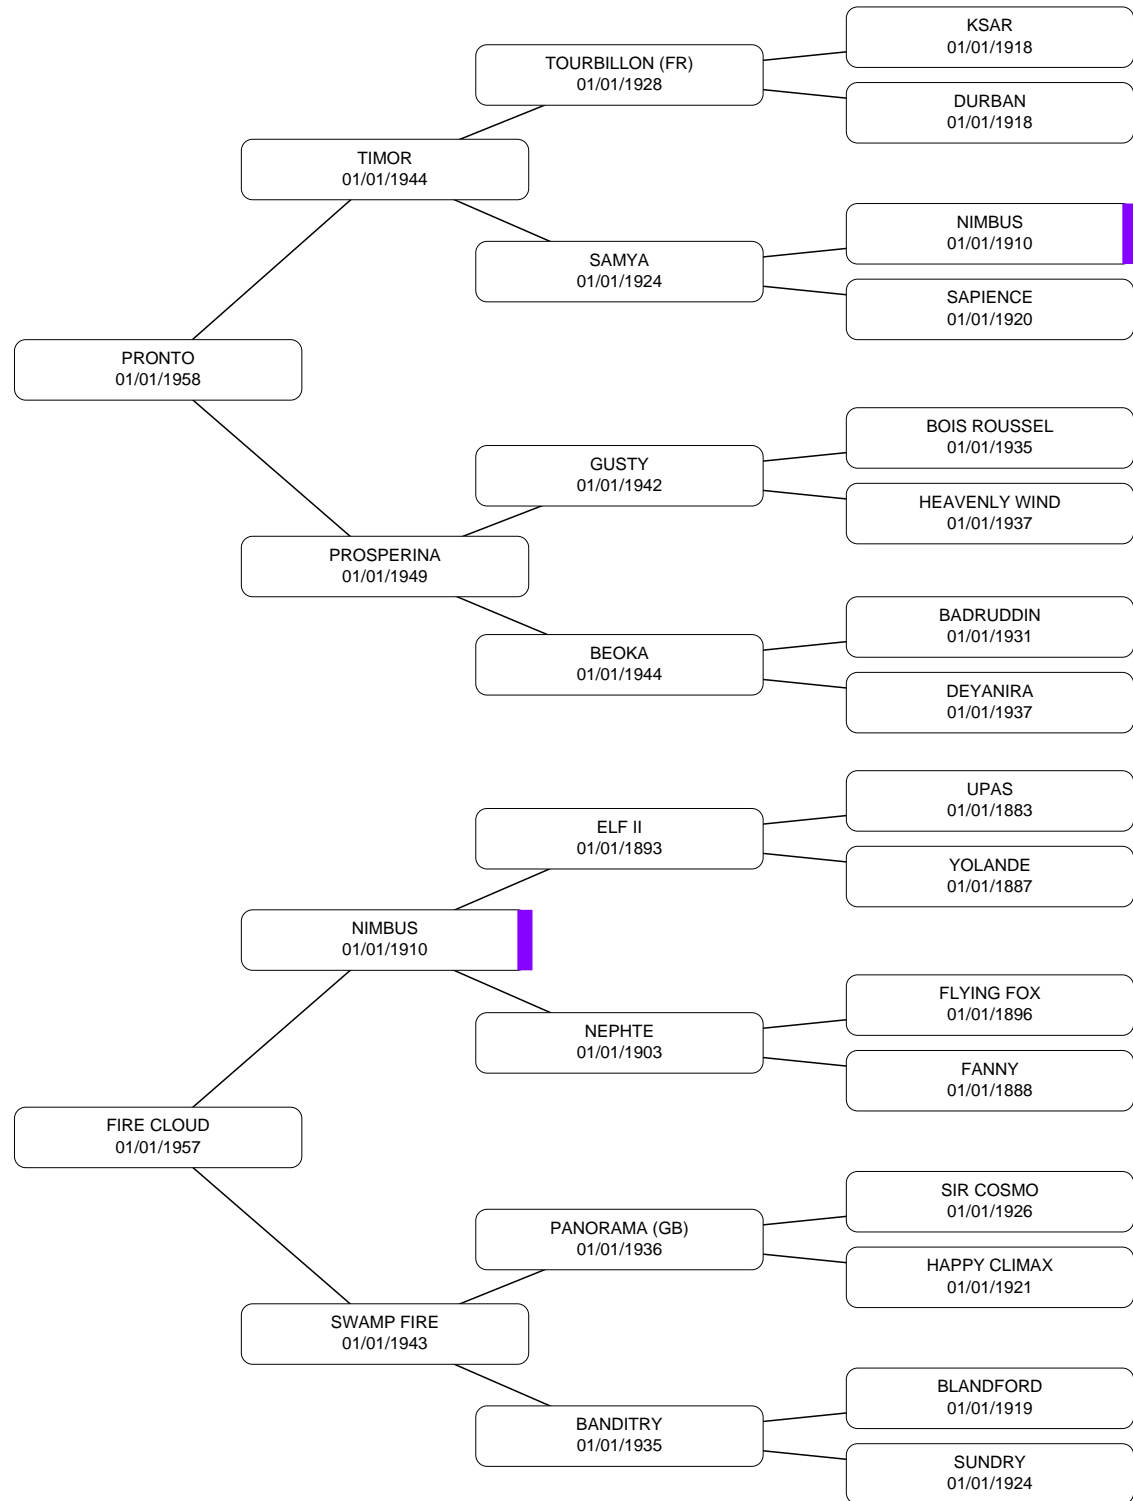 KSAR
01/01/1918
TOURBILLON (FR)
01/01/1928
DURBAN
01/01/1918
TIMOR
01/01/1944
NIMBUS
01/01/1910
SAMYA
01/01/1924
SAPIENCE
01/01/1920
PRONTO
01/01/1958
BOIS ROUSSEL
01/01/1935
GUSTY
01/01/1942
HEAVENLY WIND
01/01/1937
PROSPERINA
01/01/1949
BADRUDDIN
01/01/1931
BEOKA
01/01/1944
DEYANIRA
01/01/1937
UPAS
01/01/1883
ELF II
01/01/1893
YOLANDE
01/01/1887
NIMBUS
01/01/1910
FLYING FOX
01/01/1896
NEPHTE
01/01/1903
FANNY
01/01/1888
FIRE CLOUD
01/01/1957
SIR COSMO
01/01/1926
PANORAMA (GB)
01/01/1936
HAPPY CLIMAX
01/01/1921
SWAMP FIRE
01/01/1943
BLANDFORD
01/01/1919
BANDITRY
01/01/1935
SUNDRY
01/01/1924